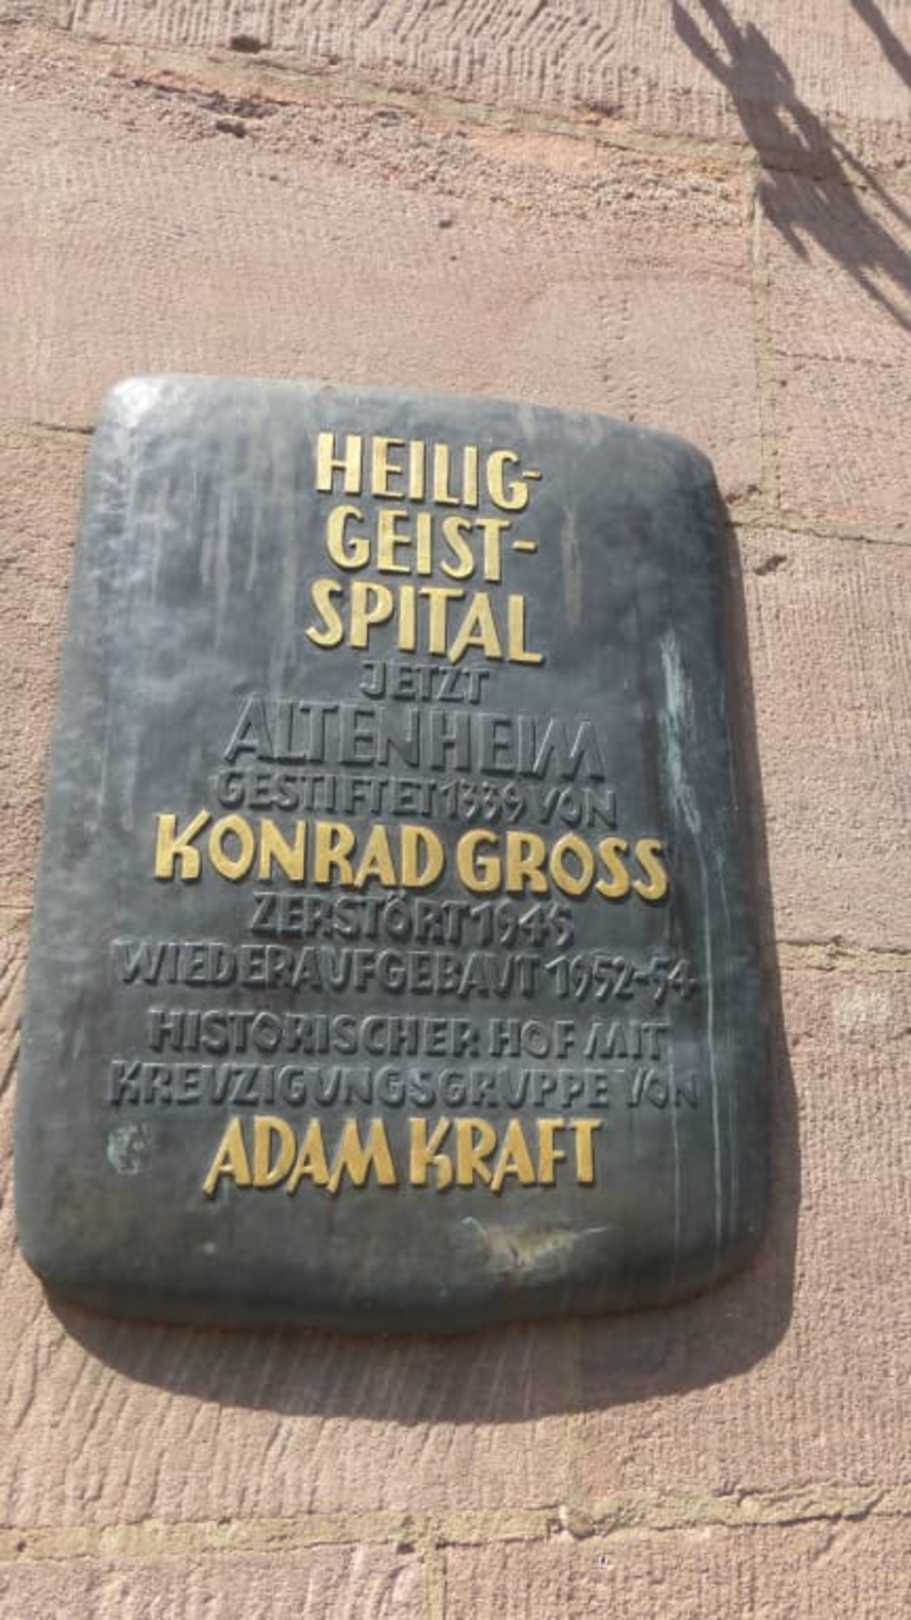 HEILIG-
GEIST-
SPITAL
JETZT
ALTENHEIM
GESTIFTET 1339 VON
KONRAD GROSS
ZERSTÖRT 1945
WIEDERAUFGEBAUT 1952-54
HISTORISCHER HOF MIT
KREUZIGUNGSGRUPPE VON
ADAM KRAFT